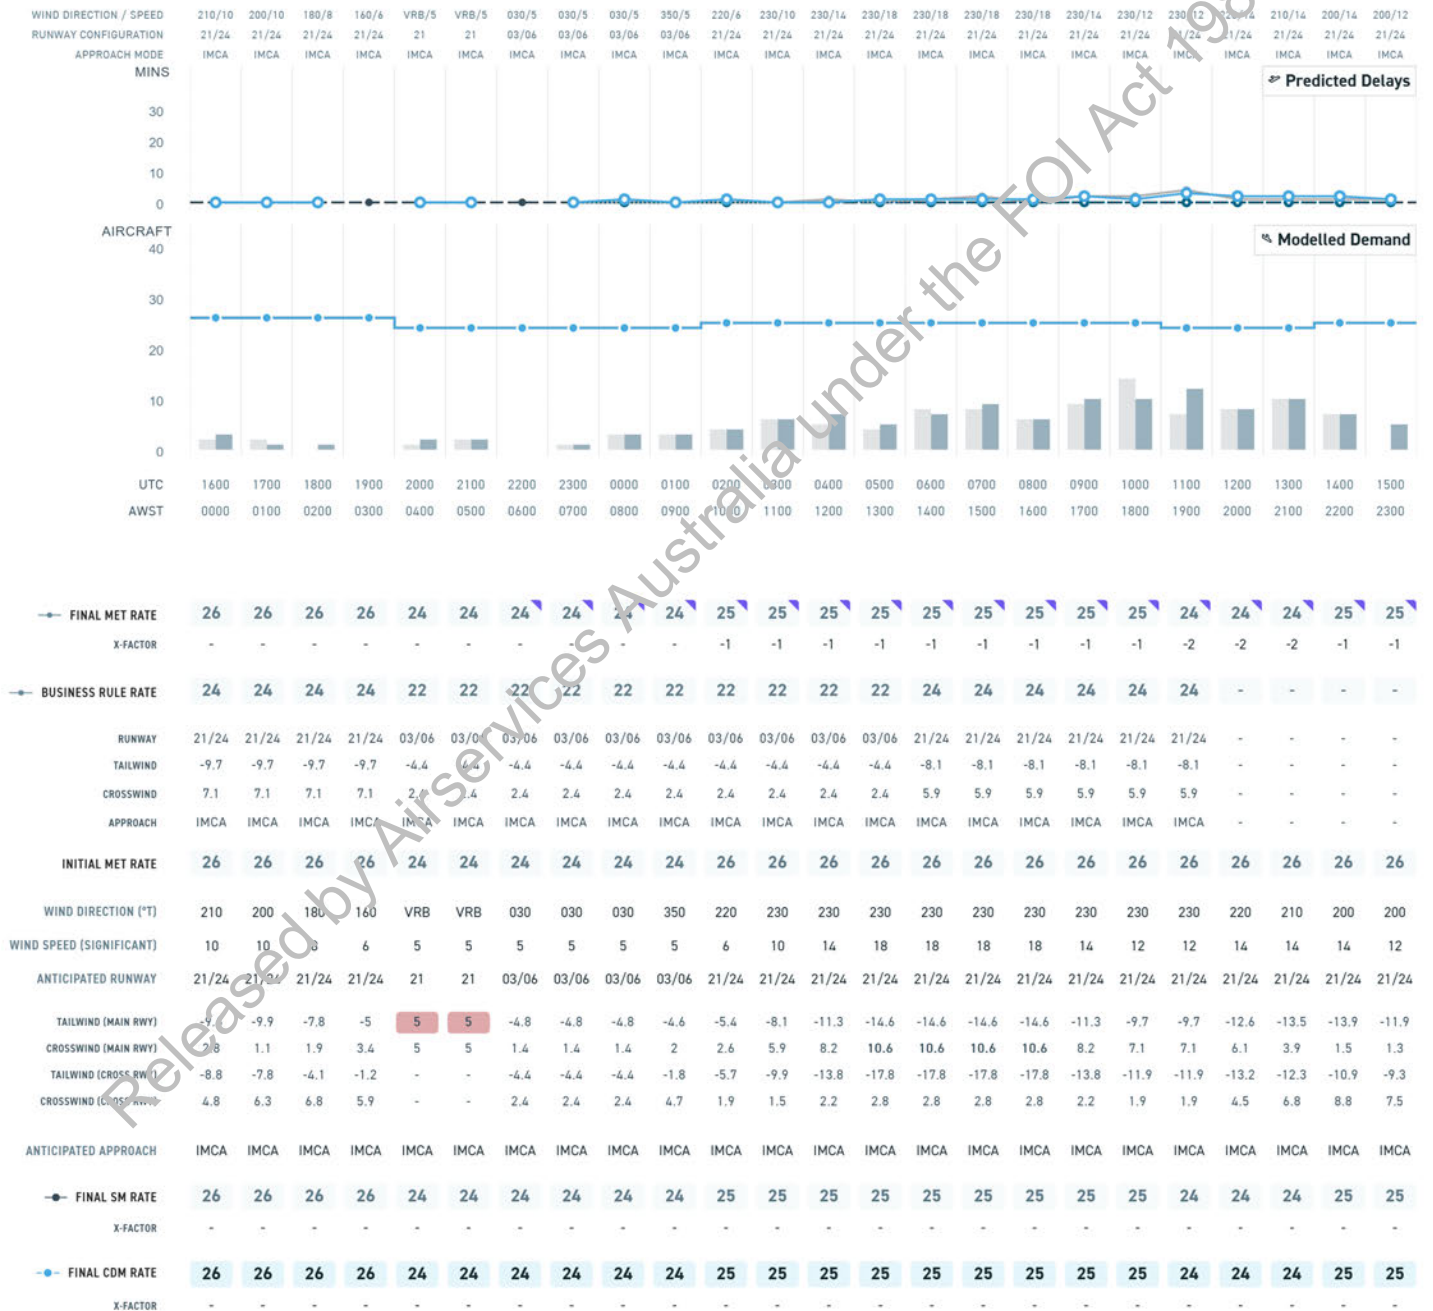 WIND DIRECTION / SPEED 210/10 200/10 180/8 160/6 VRB/5 VRB/5 030/5 030/5 030/5 350/5 220/6 230/10 230/14 230/18 230/18 230/18 230/18 230/14 230/12 230/12 220/14 210/14 200/14 200/12
RUNWAY CONFIGURATION 21/24 21/24 21/24 21/24 21 21 03/06 03/06 03/06 03/06 21/24 21/24 21/24 21/24 21/24 21/24 21/24 21/24 21/24 21/24 21/24 21/24 21/24 21/24
APPROACH MODE IMCA IMCA IMCA IMCA IMCA IMCA IMCA IMCA IMCA IMCA IMCA IMCA IMCA IMCA IMCA IMCA IMCA IMCA IMCA IMCA IMCA IMCA IMCA IMCA
MINS
Predicted Delays
30
20
10
0
AIRCRAFT
Modelled Demand
40
30
20
10
0
UTC 1600 1700 1800 1900 2000 2100 2200 2300 0000 0100 0200 0300 0400 0500 0600 0700 0800 0900 1000 1100 1200 1300 1400 1500
AWST 0000 0100 0200 0300 0400 0500 0600 0700 0800 0900 1000 1100 1200 1300 1400 1500 1600 1700 1800 1900 2000 2100 2200 2300
FINAL MET RATE 26 26 26 26 24 24 24 24 24 24 25 25 25 25 25 25 25 25 25 24 24 24 25 25
X-FACTOR - - - - - - - - - - -1 -1 -1 -1 -1 -1 -1 -1 -1 -2 -2 -2 -1 -1
BUSINESS RULE RATE 24 24 24 24 22 22 22 22 22 22 22 22 22 22 24 24 24 24 24 24 - - - -
RUNWAY 21/24 21/24 21/24 21/24 03/06 03/06 03/06 03/06 03/06 03/06 03/06 03/06 03/06 03/06 21/24 21/24 21/24 21/24 21/24 21/24 - - - -
TAILWIND -9.7 -9.7 -9.7 -9.7 -4.4 -4.4 -4.4 -4.4 -4.4 -4.4 -4.4 -4.4 -4.4 -4.4 -8.1 -8.1 -8.1 -8.1 -8.1 -8.1 - - - -
CROSSWIND 7.1 7.1 7.1 7.1 2.4 2.4 2.4 2.4 2.4 2.4 2.4 2.4 2.4 2.4 5.9 5.9 5.9 5.9 5.9 5.9 - - - -
APPROACH IMCA IMCA IMCA IMCA IMCA IMCA IMCA IMCA IMCA IMCA IMCA IMCA IMCA IMCA IMCA IMCA IMCA IMCA IMCA IMCA - - - -
INITIAL MET RATE 26 26 26 26 24 24 24 24 24 24 26 26 26 26 26 26 26 26 26 26 26 26 26 26
WIND DIRECTION (°T) 210 200 180 160 VRB VRB 030 030 030 350 220 230 230 230 230 230 230 230 230 230 220 210 200 200
WIND SPEED (SIGNIFICANT) 10 10 8 6 5 5 5 5 5 5 6 10 14 18 18 18 18 14 12 12 14 14 14 12
ANTICIPATED RUNWAY 21/24 21/24 21/24 21/24 21 21 03/06 03/06 03/06 03/06 21/24 21/24 21/24 21/24 21/24 21/24 21/24 21/24 21/24 21/24 21/24 21/24 21/24 21/24
TAILWIND (MAIN RWY) -9.9 -7.8 -5 5 5 -4.8 -4.8 -4.8 -4.6 -5.4 -8.1 -11.3 -14.6 -14.6 -14.6 -14.6 -11.3 -9.7 -9.7 -12.6 -13.5 -13.9 -11.9
CROSSWIND (MAIN RWY) 2.8 1.1 1.9 3.4 5 5 1.4 1.4 1.4 2 2.6 5.9 8.2 10.6 10.6 10.6 10.6 8.2 7.1 7.1 6.1 3.9 1.5 1.3
TAILWIND (CROSS RWY) -8.8 -7.8 -4.1 -1.2 - - -4.4 -4.4 -4.4 -1.8 -5.7 -9.9 -13.8 -17.8 -17.8 -17.8 -17.8 -13.8 -11.9 -11.9 -13.2 -12.3 -10.9 -9.3
CROSSWIND (CROSS RWY) 4.8 6.3 6.8 5.9 - - 2.4 2.4 2.4 4.7 1.9 1.5 2.2 2.8 2.8 2.8 2.8 2.2 1.9 1.9 4.5 6.8 8.8 7.5
ANTICIPATED APPROACH IMCA IMCA IMCA IMCA IMCA IMCA IMCA IMCA IMCA IMCA IMCA IMCA IMCA IMCA IMCA IMCA IMCA IMCA IMCA IMCA IMCA IMCA IMCA IMCA
FINAL SM RATE 26 26 26 26 24 24 24 24 24 24 25 25 25 25 25 25 25 25 25 24 24 24 25 25
X-FACTOR - - - - - - - - - - - - - - - - - - - - - - - -
FINAL CDM RATE 26 26 26 26 24 24 24 24 24 24 25 25 25 25 25 25 25 25 25 24 24 24 25 25
X-FACTOR - - - - - - - - - - - - - - - - - - - - - - - -
Released by Airservices Australia under the FOI Act